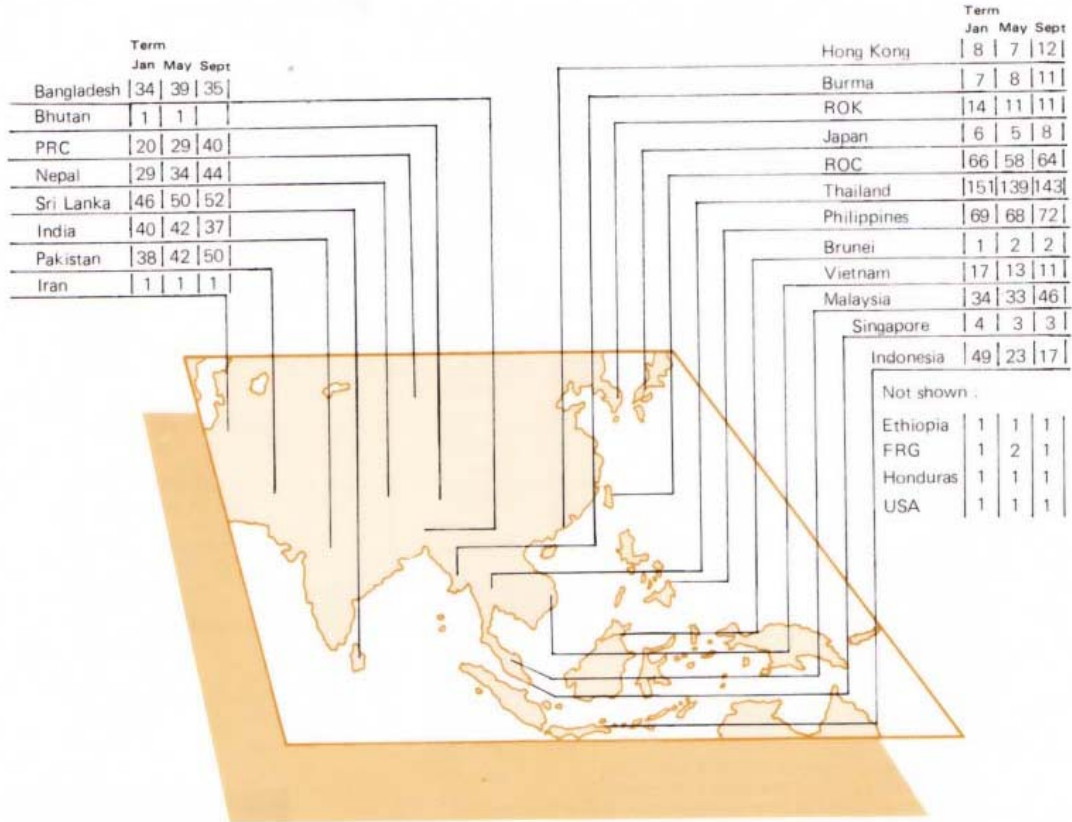 Term
Jan May Sept
Bangladesh 34 39 35
Bhutan 1 1
PRC 20 29 40
Nepal 29 34 44
Sri Lanka 46 50 52
India 40 42 37
Pakistan 38 42 50
Iran 1 1 1
Term
Jan May Sept
Hong Kong 8 7 12
Burma 7 8 11
ROK 14 11 11
Japan 6 5 8
ROC 66 58 64
Thailand 151 139 143
Philippines 69 68 72
Brunei 1 2 2
Vietnam 17 13 11
Malaysia 34 33 46
Singapore 4 3 3
Indonesia 49 23 17
Not shown :
Ethiopia 1 1 1
FRG 1 2 1
Honduras 1 1 1
USA 1 1 1